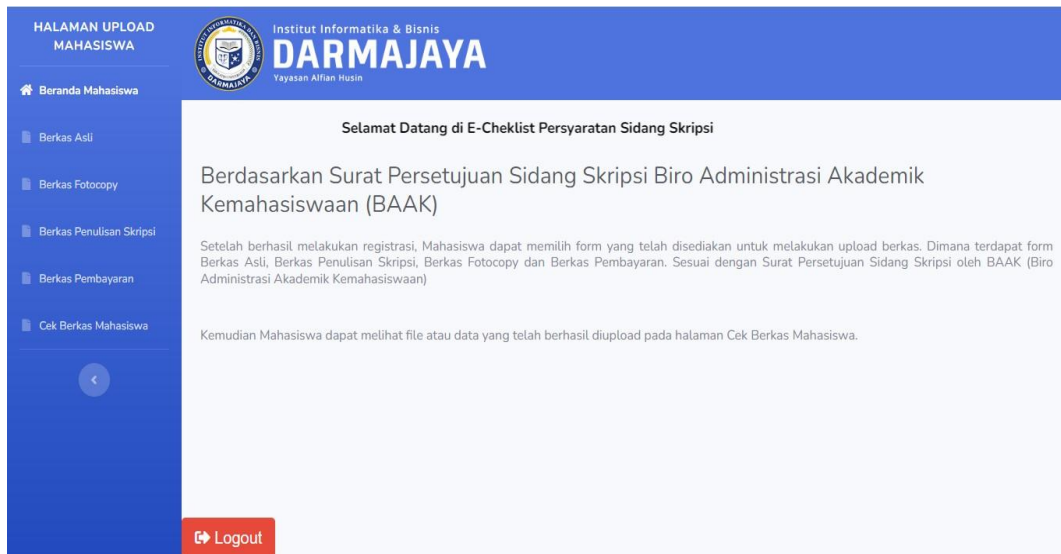 HALAMAN UPLOAD
MAHASISWA
Beranda Mahasiswa
Berkas Asli
Berkas Fotocopy
Berkas Penulisan Skripsi
Berkas Pembayaran
Cek Berkas Mahasiswa
INSTITUT INFORMATIKA DAN BISNIS
DARMAJAYA
Institut Informatika & Bisnis
DARMAJAYA
Yayasan Alfian Husin
Selamat Datang di E-Cheklist Persyaratan Sidang Skripsi
Berdasarkan Surat Persetujuan Sidang Skripsi Biro Administrasi Akademik
Kemahasiswaan (BAAK)
Setelah berhasil melakukan registrasi, Mahasiswa dapat memilih form yang telah disediakan untuk melakukan upload berkas. Dimana terdapat form
Berkas Asli, Berkas Penulisan Skripsi, Berkas Fotocopy dan Berkas Pembayaran. Sesuai dengan Surat Persetujuan Sidang Skripsi oleh BAAK (Biro
Administrasi Akademik Kemahasiswaan)
Kemudian Mahasiswa dapat melihat file atau data yang telah berhasil diupload pada halaman Cek Berkas Mahasiswa.
Logout